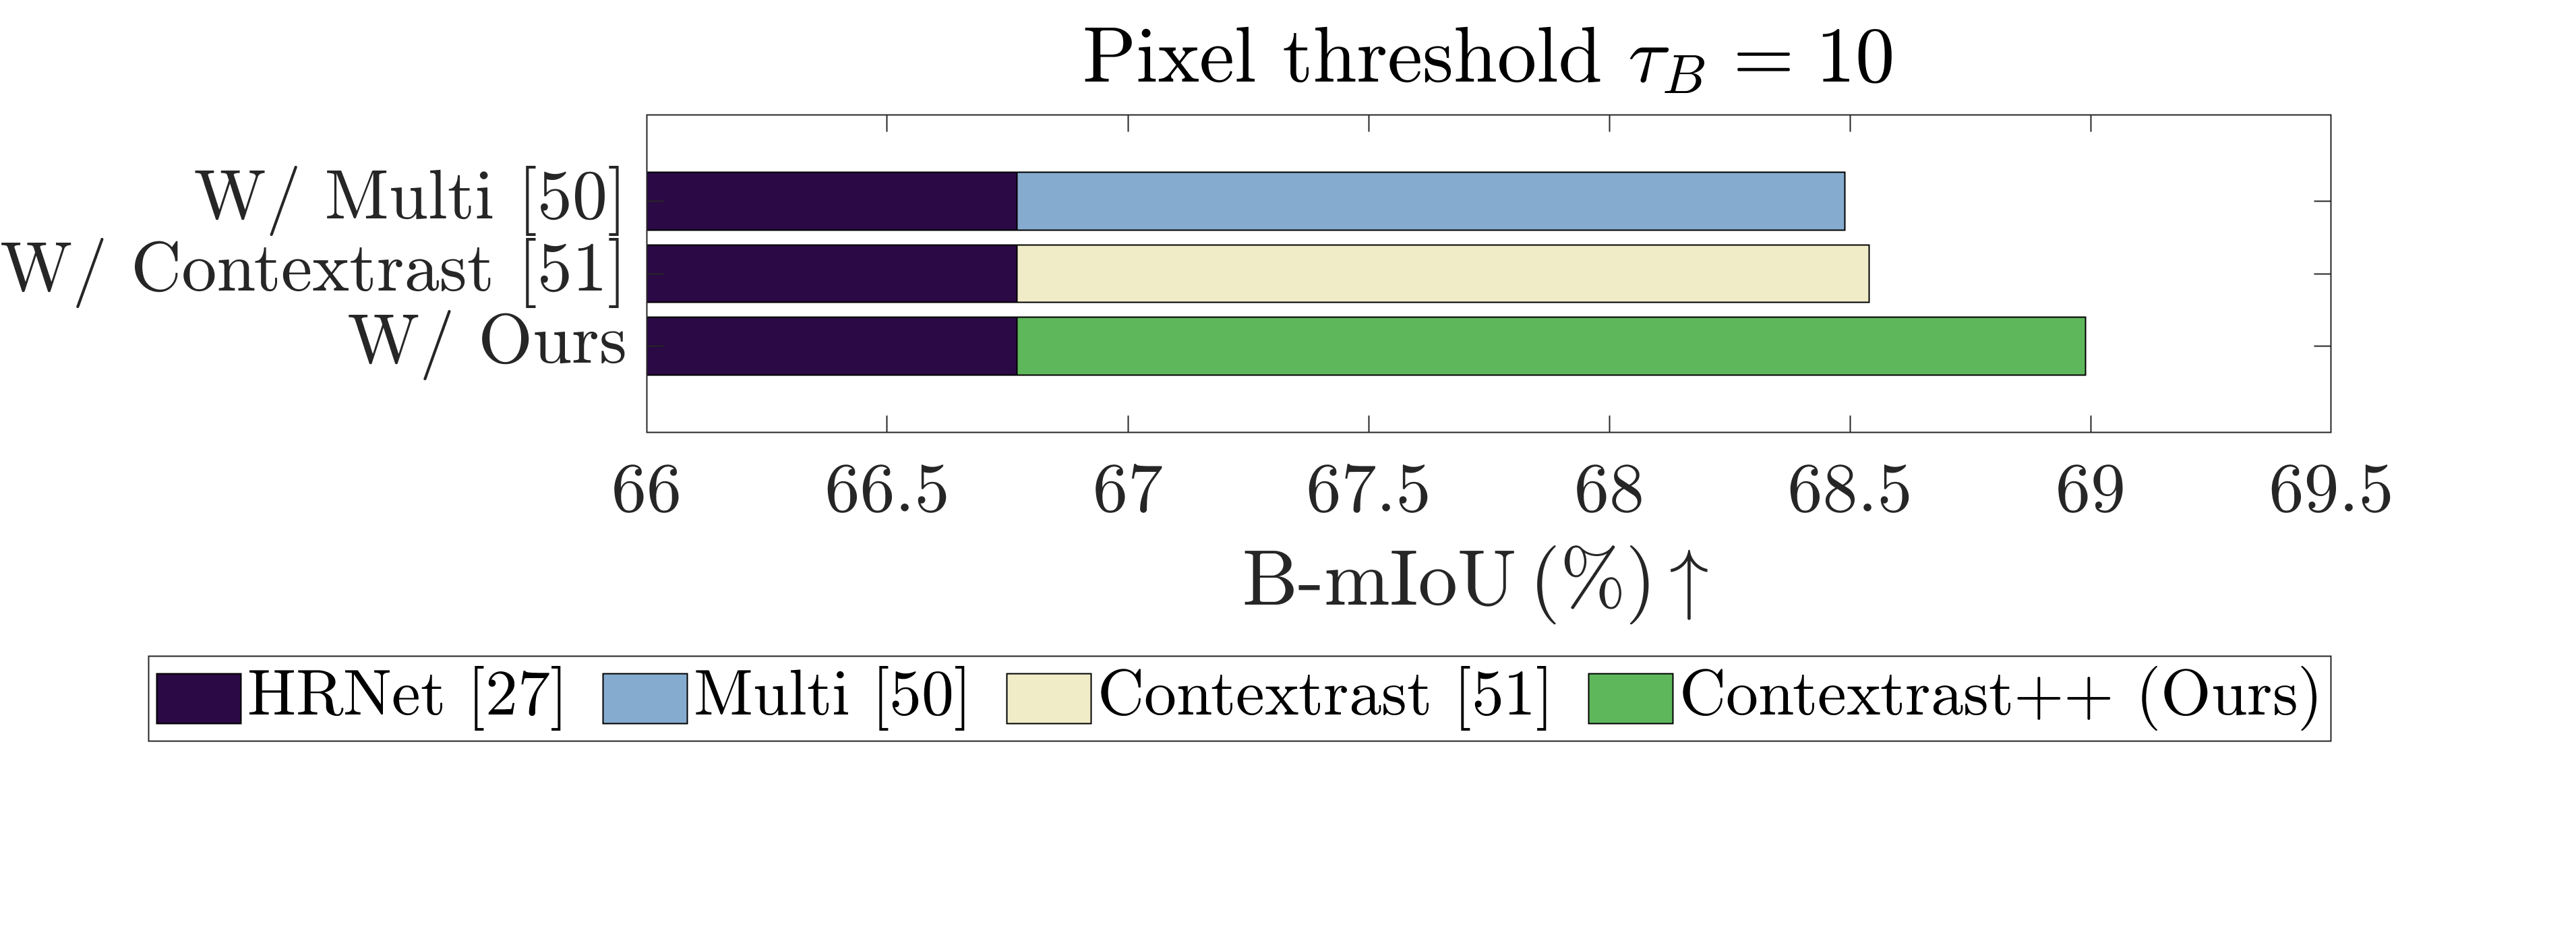 Pixel threshold τ_B = 10
W/ Multi [50]
W/ Contextrast [51]
W/ Ours
66 66.5 67 67.5 68 68.5 69 69.5
B-mIoU (%) ↑
HRNet [27] Multi [50] Contextrast [51] Contextrast++ (Ours)